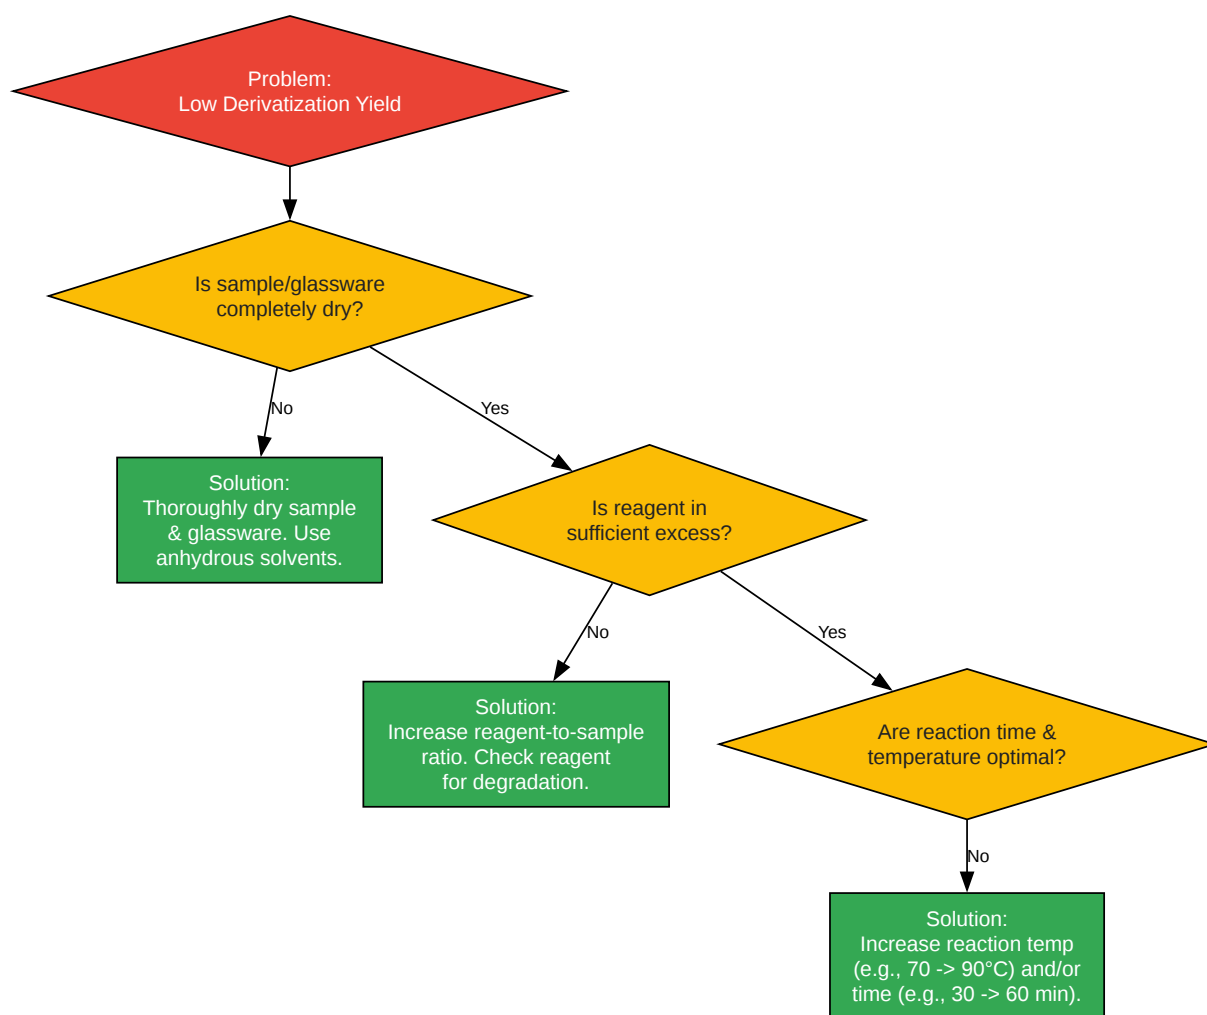 Problem:
Low Derivatization Yield
Is sample/glassware
completely dry?
No
Yes
Solution:
Thoroughly dry sample
& glassware. Use
anhydrous solvents.
Is reagent in
sufficient excess?
No
Yes
Solution:
Increase reagent-to-sample
ratio. Check reagent
for degradation.
Are reaction time &
temperature optimal?
No
Solution:
Increase reaction temp
(e.g., 70 -> 90°C) and/or
time (e.g., 30 -> 60 min).